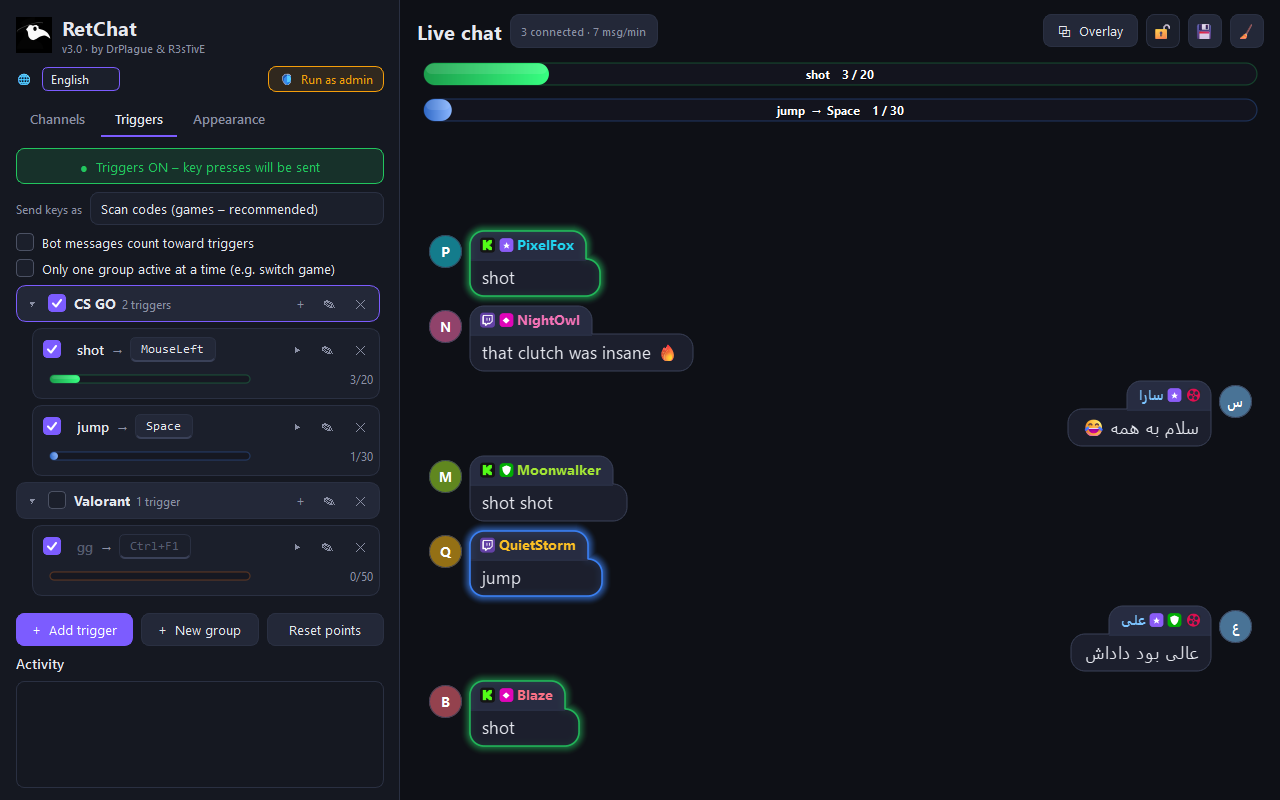 RetChat
v3.0 · by DrPlague & R3sTivE
English
Run as admin
Channels
Triggers
Appearance
● Triggers ON – key presses will be sent
Send keys as
Scan codes (games – recommended)
Bot messages count toward triggers
Only one group active at a time (e.g. switch game)
CS GO 2 triggers
shot → MouseLeft
3/20
jump → Space
1/30
Valorant 1 trigger
gg → Ctrl+F1
0/50
+ Add trigger
+ New group
Reset points
Activity
Live chat
3 connected · 7 msg/min
Overlay
shot 3 / 20
jump → Space 1 / 30
P
PixelFox
shot
N
NightOwl
that clutch was insane 🔥
سارا
س
سلام به همه 😂
M
Moonwalker
shot shot
Q
QuietStorm
jump
علی
ع
عالی بود داداش
B
Blaze
shot